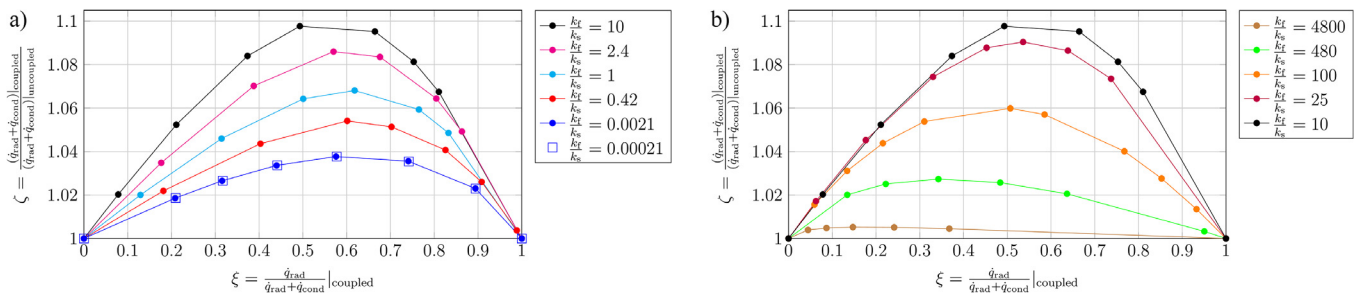 a)
ζ = (q̇rad+q̇cond)|coupled / (q̇rad+q̇cond)|uncoupled
1.1
1.08
1.06
1.04
1.02
1
0 0.1 0.2 0.3 0.4 0.5 0.6 0.7 0.8 0.9 1
ξ = q̇rad / q̇rad+q̇cond |coupled
kf/ks = 10
kf/ks = 2.4
kf/ks = 1
kf/ks = 0.42
kf/ks = 0.0021
kf/ks = 0.00021
b)
ζ = (q̇rad+q̇cond)|coupled / (q̇rad+q̇cond)|uncoupled
1.1
1.08
1.06
1.04
1.02
1
0 0.1 0.2 0.3 0.4 0.5 0.6 0.7 0.8 0.9 1
ξ = q̇rad / q̇rad+q̇cond |coupled
kf/ks = 4800
kf/ks = 480
kf/ks = 100
kf/ks = 25
kf/ks = 10